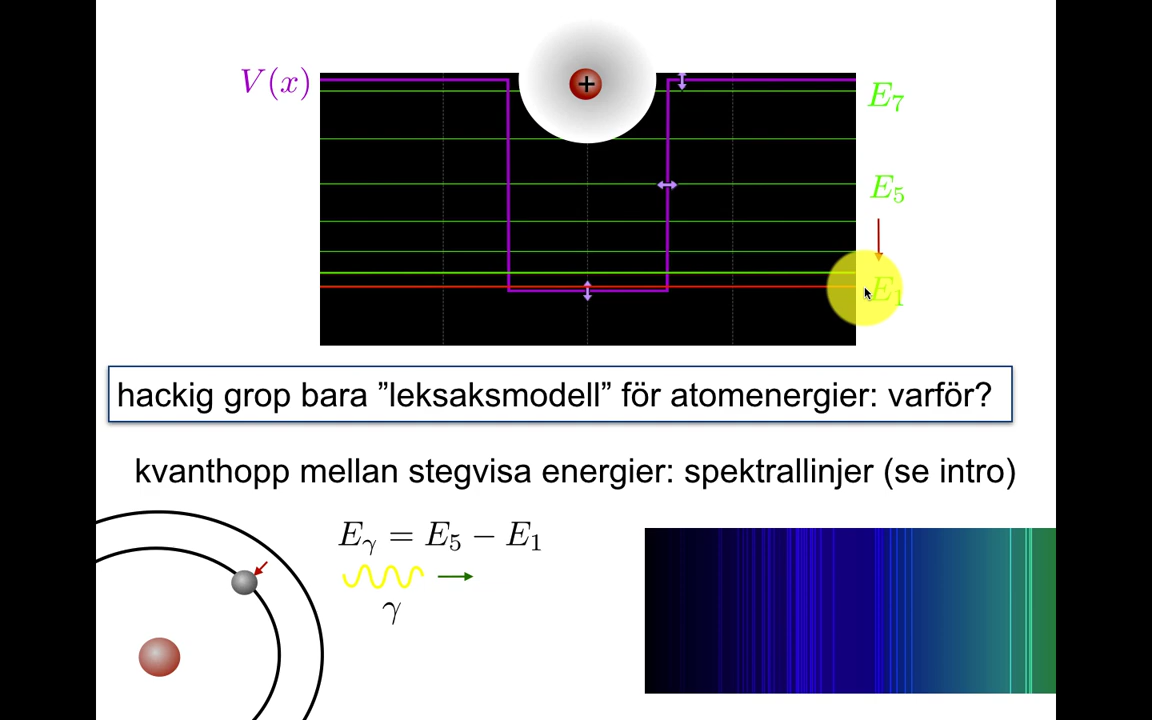 V(x)
+
E₇
E₅
E₁
hackig grop bara ”leksaksmodell” för atomenergier: varför?
kvanthopp mellan stegvisa energier: spektrallinjer (se intro)
Eᵧ = E₅ − E₁
γ